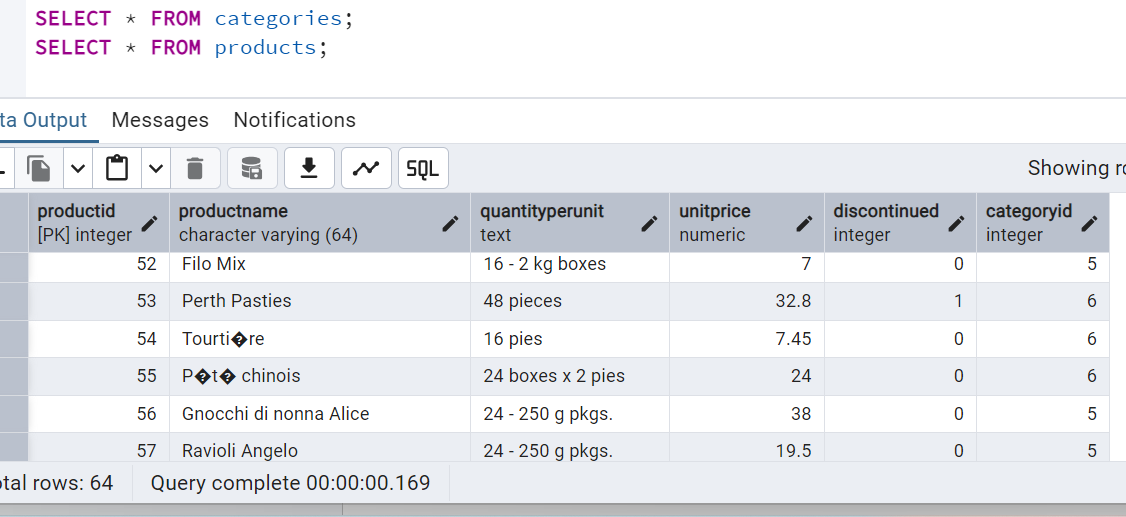 SELECT * FROM categories;
SELECT * FROM products;
ta Output Messages Notifications
SQL Showing ro
productid productname quantityperunit unitprice discontinued categoryid
[PK] integer character varying (64) text numeric integer integer
52 Filo Mix 16 - 2 kg boxes 7 0 5
53 Perth Pasties 48 pieces 32.8 1 6
54 Tourti�re 16 pies 7.45 0 6
55 P�t� chinois 24 boxes x 2 pies 24 0 6
56 Gnocchi di nonna Alice 24 - 250 g pkgs. 38 0 5
57 Ravioli Angelo 24 - 250 g pkgs. 19.5 0 5
otal rows: 64 Query complete 00:00:00.169